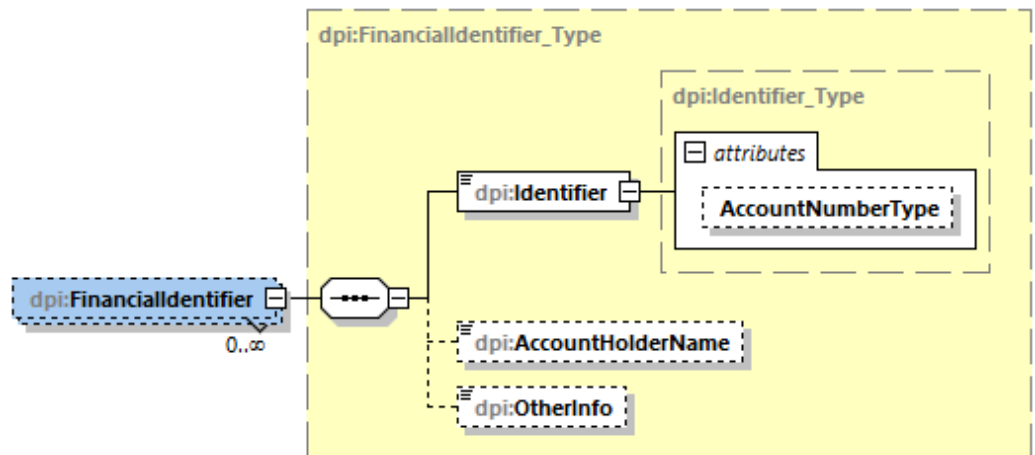 dpi:FinancialIdentifier_Type
dpi:Identifier_Type
attributes
dpi:Identifier
AccountNumberType
dpi:FinancialIdentifier
0..∞
dpi:AccountHolderName
dpi:OtherInfo